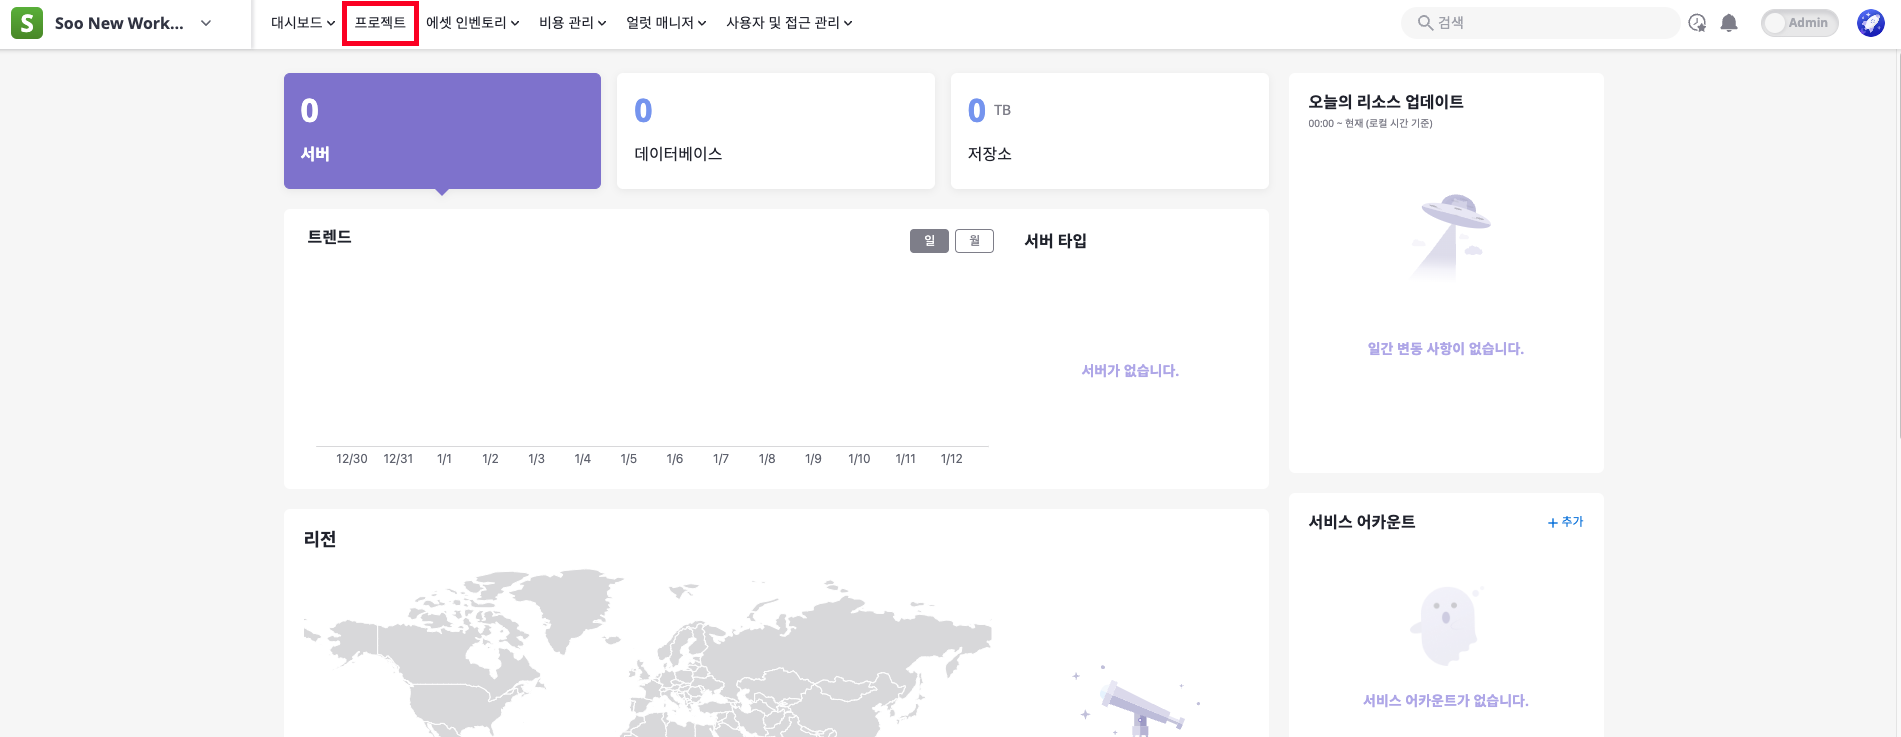 S Soo New Work... 대시보드 프로젝트 에셋 인벤토리 비용 관리 얼럿 매니저 사용자 및 접근 관리 검색 Admin
0
서버
0
데이터베이스
0 TB
저장소
트렌드
일 월
12/30 12/31 1/1 1/2 1/3 1/4 1/5 1/6 1/7 1/8 1/9 1/10 1/11 1/12
서버 타입
서버가 없습니다.
리전
오늘의 리소스 업데이트
00:00 ~ 현재 (로컬 시간 기준)
일간 변동 사항이 없습니다.
서비스 어카운트 + 추가
서비스 어카운트가 없습니다.